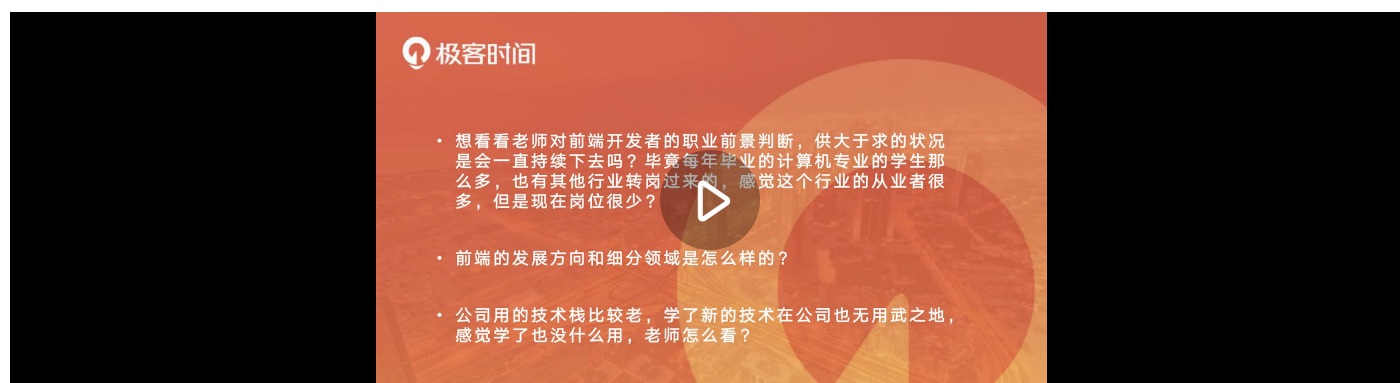 极客时间
• 想看看老师对前端开发者的职业前景判断，供大于求的状况
是会一直持续下去吗？毕竟每年毕业的计算机专业的学生那
么多，也有其他行业转岗过来的，感觉这个行业的从业者很
多，但是现在岗位很少？
• 前端的发展方向和细分领域是怎么样的？
• 公司用的技术栈比较老，学了新的技术在公司也无用武之地，
感觉学了也没什么用，老师怎么看？